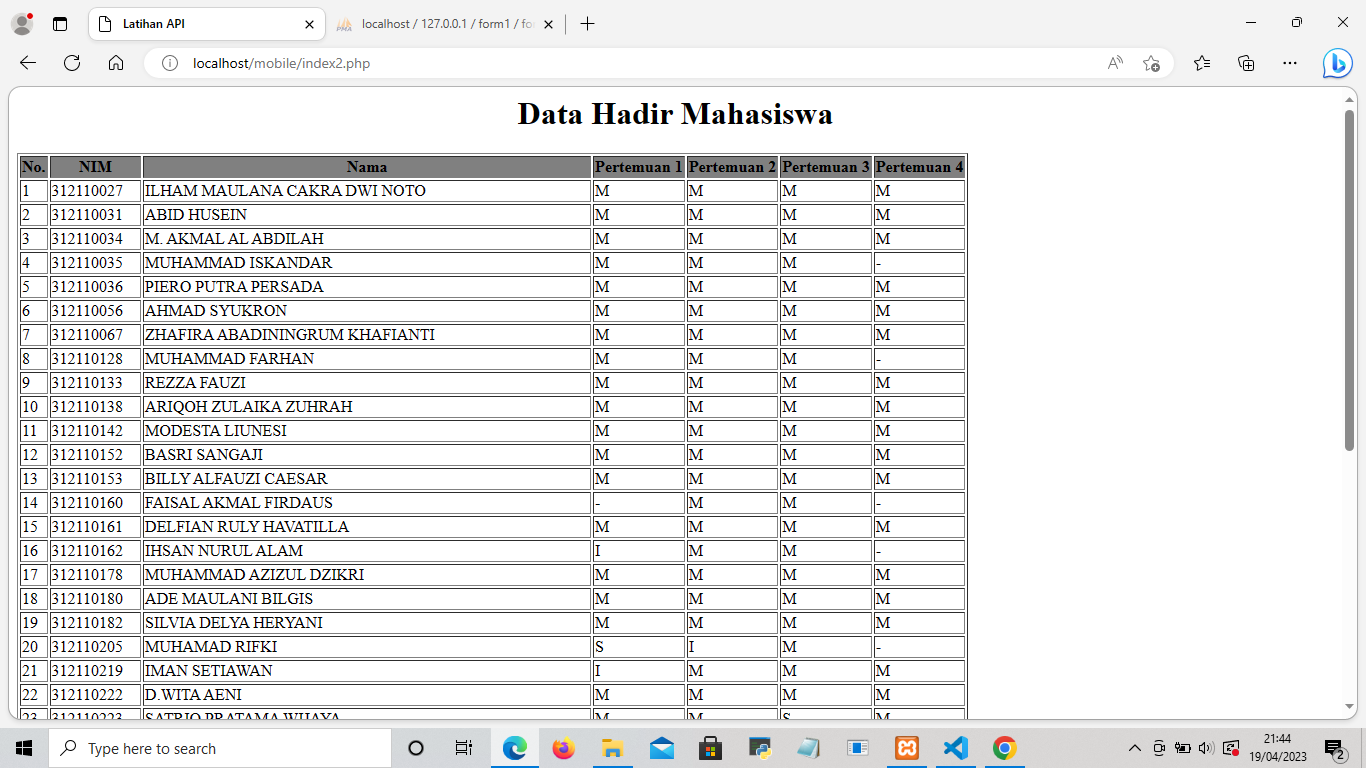 Latihan API
localhost / 127.0.0.1 / form1 / fo
localhost/mobile/index2.php
Data Hadir Mahasiswa
No. NIM Nama Pertemuan 1 Pertemuan 2 Pertemuan 3 Pertemuan 4
1 312110027 ILHAM MAULANA CAKRA DWI NOTO M M M M
2 312110031 ABID HUSEIN M M M M
3 312110034 M. AKMAL AL ABDILAH M M M M
4 312110035 MUHAMMAD ISKANDAR M M M -
5 312110036 PIERO PUTRA PERSADA M M M M
6 312110056 AHMAD SYUKRON M M M M
7 312110067 ZHAFIRA ABADININGRUM KHAFIANTI M M M M
8 312110128 MUHAMMAD FARHAN M M M -
9 312110133 REZZA FAUZI M M M M
10 312110138 ARIQOH ZULAIKA ZUHRAH M M M M
11 312110142 MODESTA LIUNESI M M M M
12 312110152 BASRI SANGAJI M M M M
13 312110153 BILLY ALFAUZI CAESAR M M M M
14 312110160 FAISAL AKMAL FIRDAUS - M M -
15 312110161 DELFIAN RULY HAVATILLA M M M M
16 312110162 IHSAN NURUL ALAM I M M -
17 312110178 MUHAMMAD AZIZUL DZIKRI M M M M
18 312110180 ADE MAULANI BILGIS M M M M
19 312110182 SILVIA DELYA HERYANI M M M M
20 312110205 MUHAMAD RIFKI S I M -
21 312110219 IMAN SETIAWAN I M M M
22 312110222 D.WITA AENI M M M M
23 312110223 SATRIO PRATAMA WIJAYA M M S M
Type here to search
21:44
19/04/2023
2